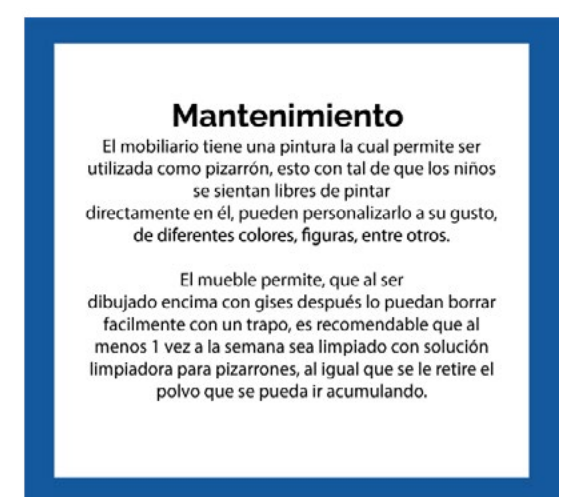 Mantenimiento
El mobiliario tiene una pintura la cual permite ser
utilizada como pizarrón, esto con tal de que los niños
se sientan libres de pintar
directamente en él, pueden personalizarlo a su gusto,
de diferentes colores, figuras, entre otros.
El mueble permite, que al ser
dibujado encima con gises después lo puedan borrar
facilmente con un trapo, es recomendable que al
menos 1 vez a la semana sea limpiado con solución
limpiadora para pizarrones, al igual que se le retire el
polvo que se pueda ir acumulando.